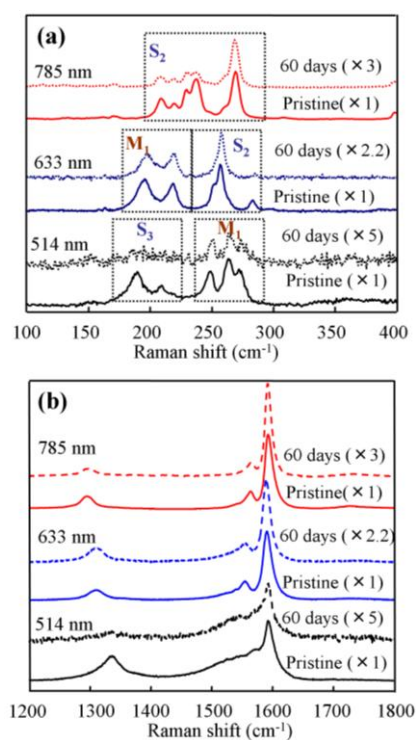 (a)
S2
785 nm
60 days (×3)
Pristine (×1)
M1
S2
633 nm
60 days (×2.2)
Pristine (×1)
S3
M1
514 nm
60 days (×5)
Pristine (×1)
100 150 200 250 300 350 400
Raman shift (cm-1)
(b)
785 nm
60 days (×3)
Pristine(×1)
633 nm
60 days (×2.2)
Pristine (×1)
514 nm
60 days (×5)
Pristine (×1)
1200 1300 1400 1500 1600 1700 1800
Raman shift (cm-1)